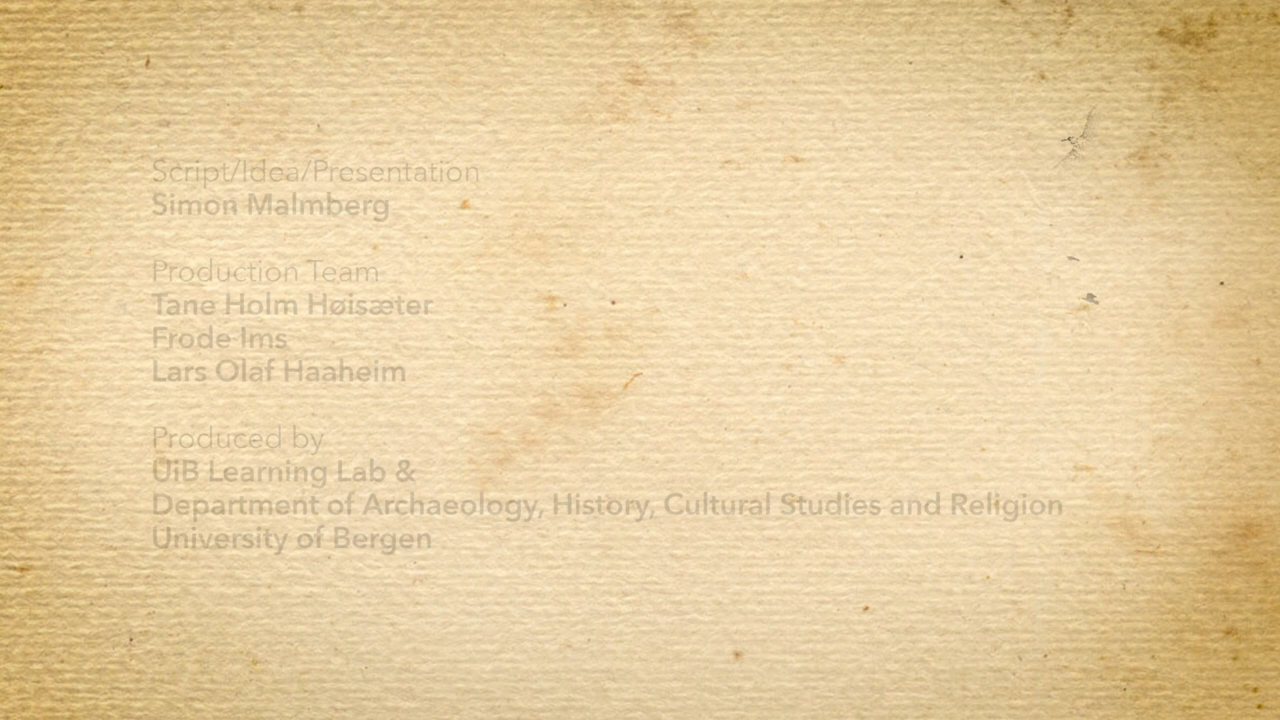 Script/Idea/Presentation
Simon Malmberg
Production Team
Tane Holm Høisæter
Frode Ims
Lars Olaf Haaheim
Produced by
UiB Learning Lab &
Department of Archaeology, History, Cultural Studies and Religion
University of Bergen